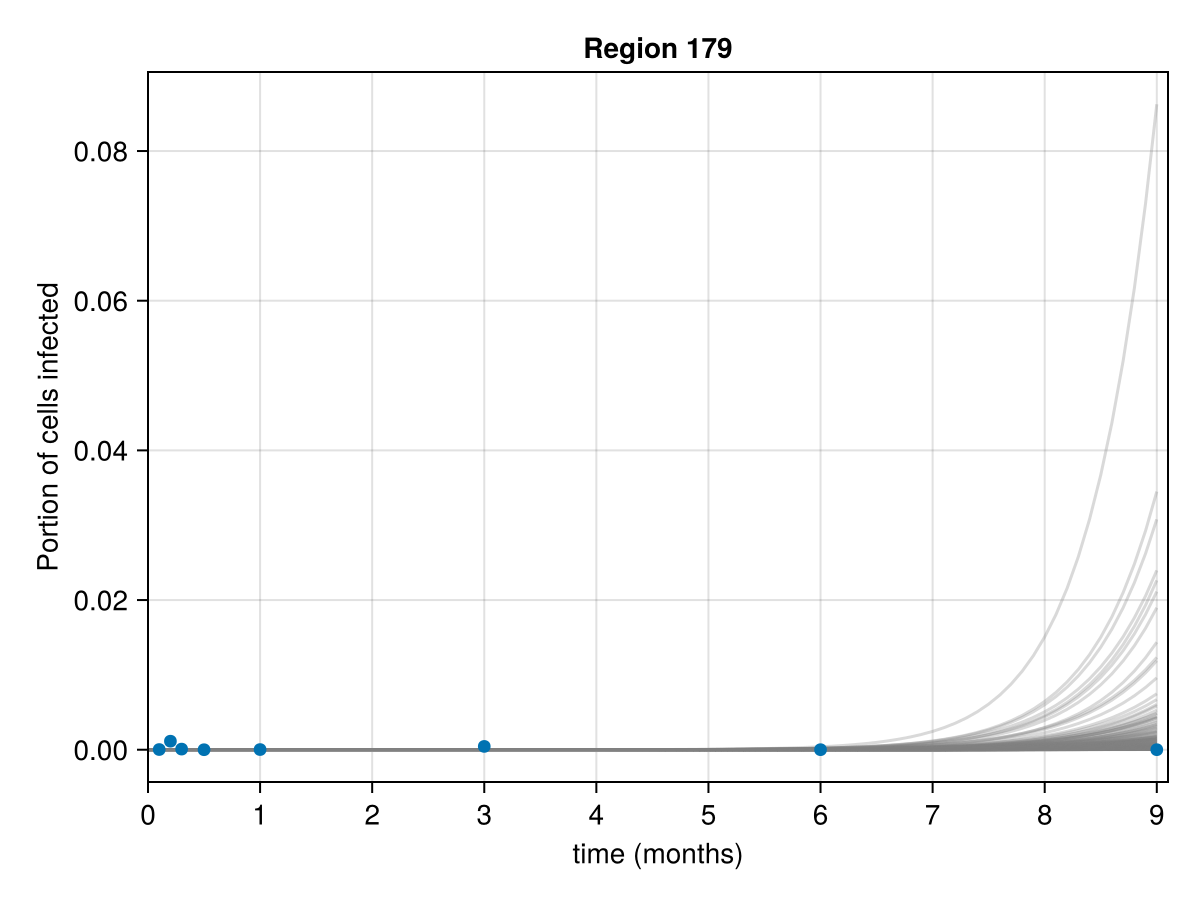 Region 179
Portion of cells infected
0.08
0.06
0.04
0.02
0.00
0 1 2 3 4 5 6 7 8 9
time (months)